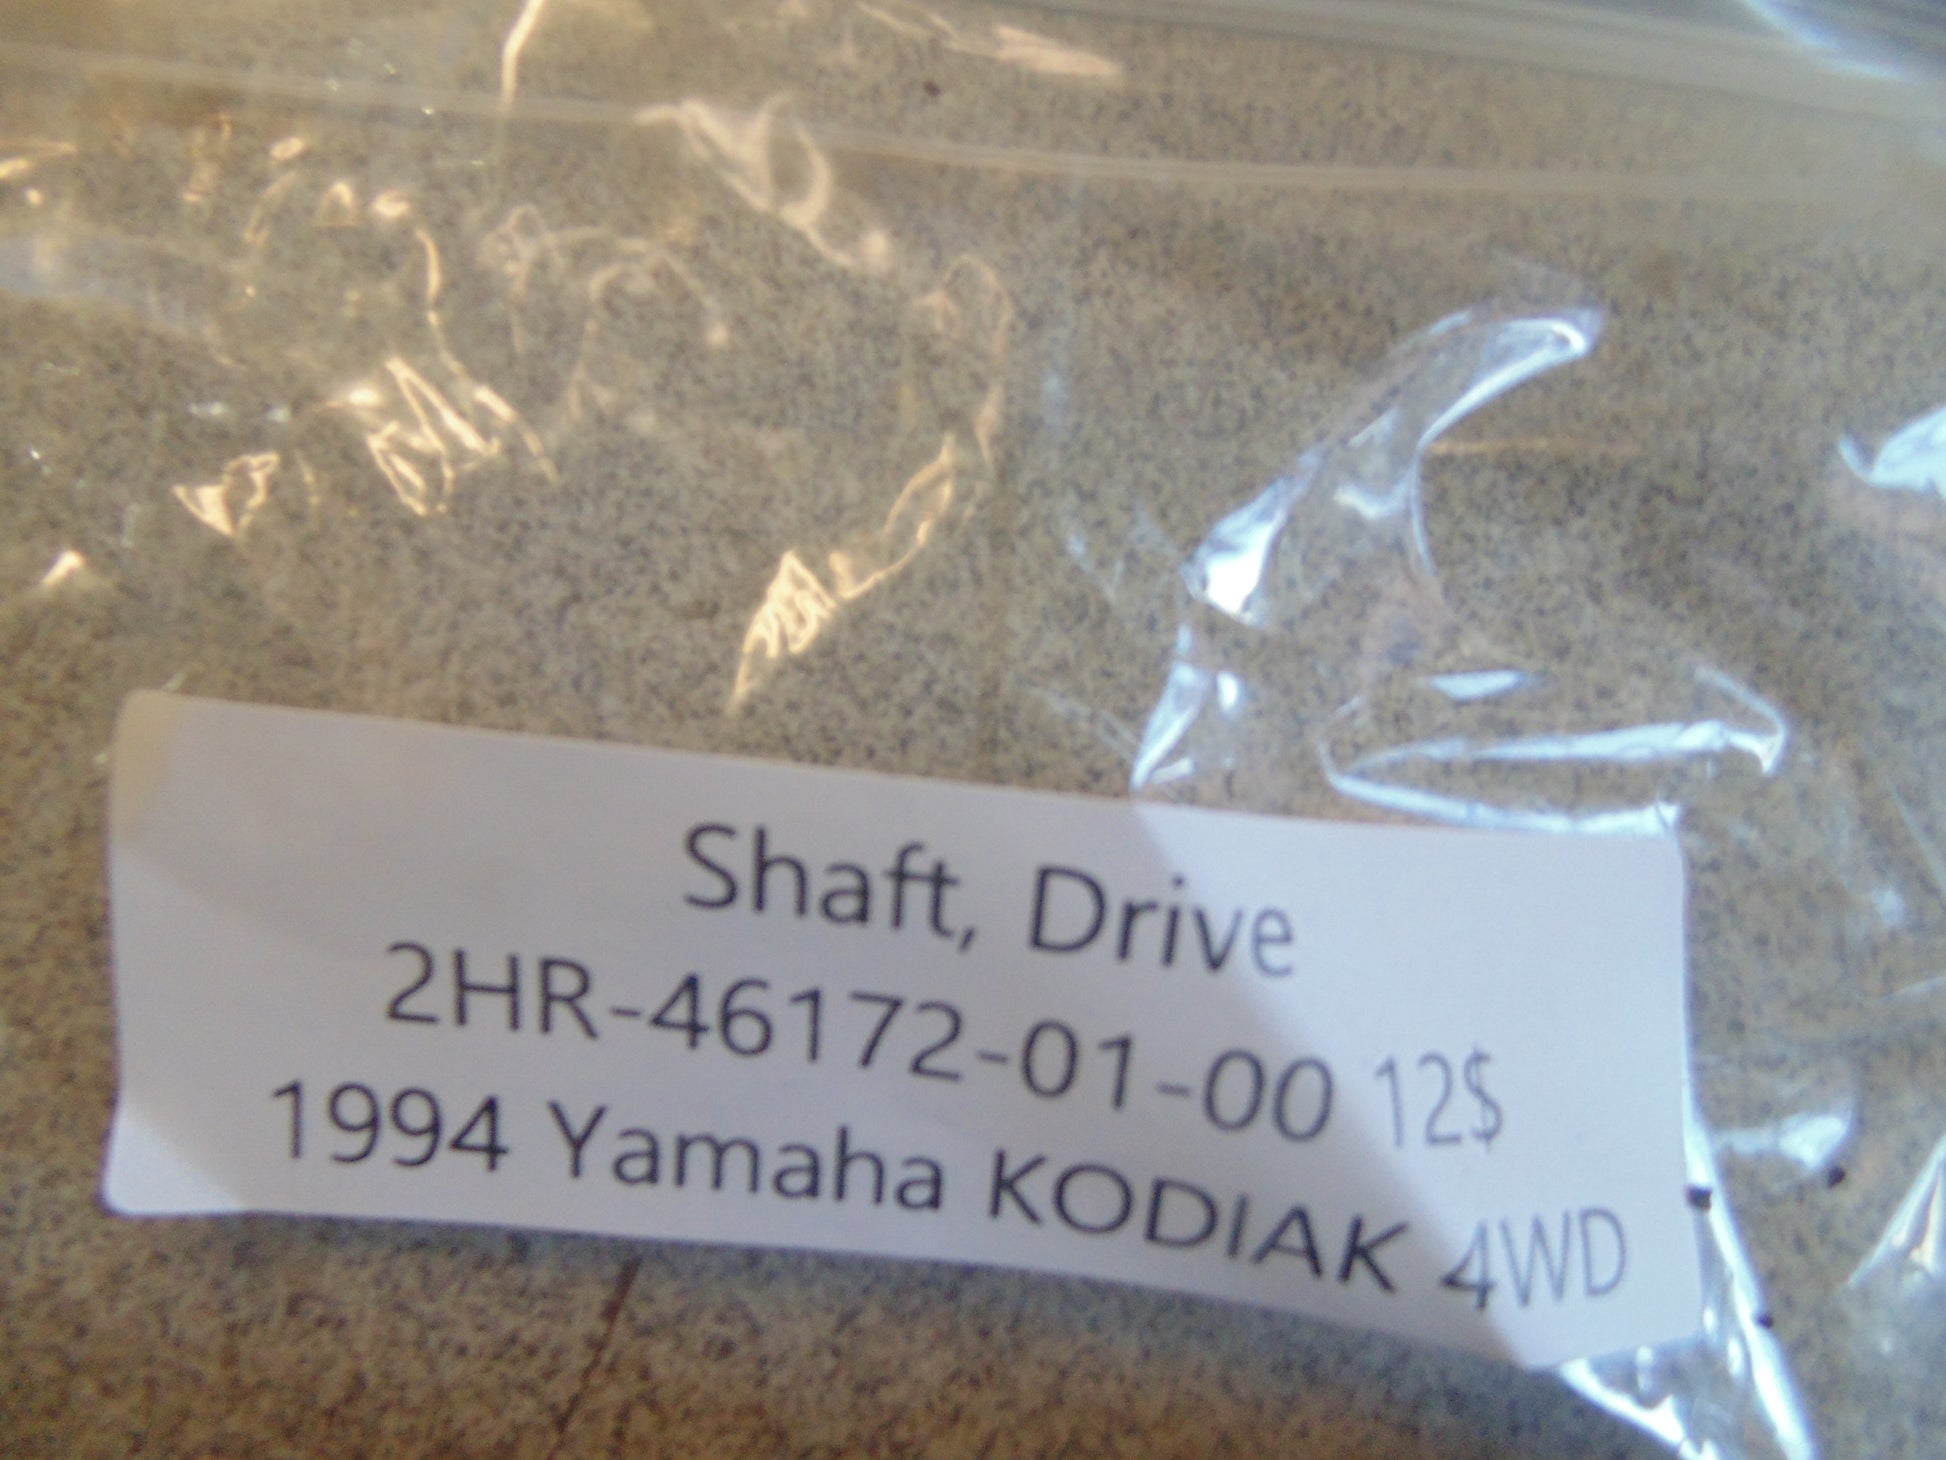 Shaft, Drive
2HR-46172-01-00 12$
1994 Yamaha KODIAK 4WD